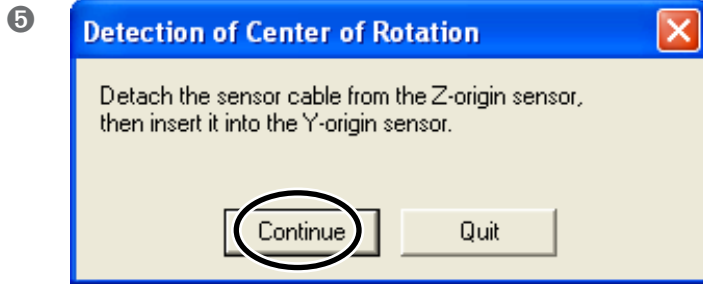 ❺
Detection of Center of Rotation
Detach the sensor cable from the Z-origin sensor,
then insert it into the Y-origin sensor.
Continue Quit